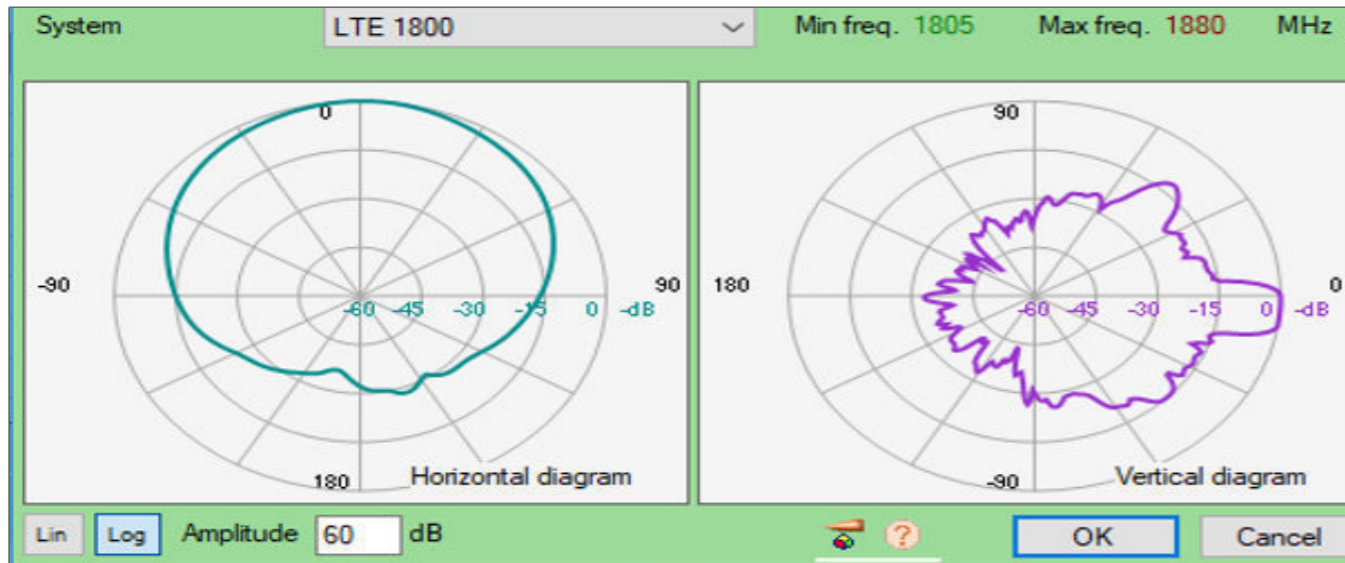 System LTE 1800 Min freq. 1805 Max freq. 1880 MHz
0 90
-90 90 180 0
-60 -45 -30 -15 0 -dB -60 -45 -30 -15 0 -dB
180 Horizontal diagram -90 Vertical diagram
Lin Log Amplitude 60 dB ? OK Cancel